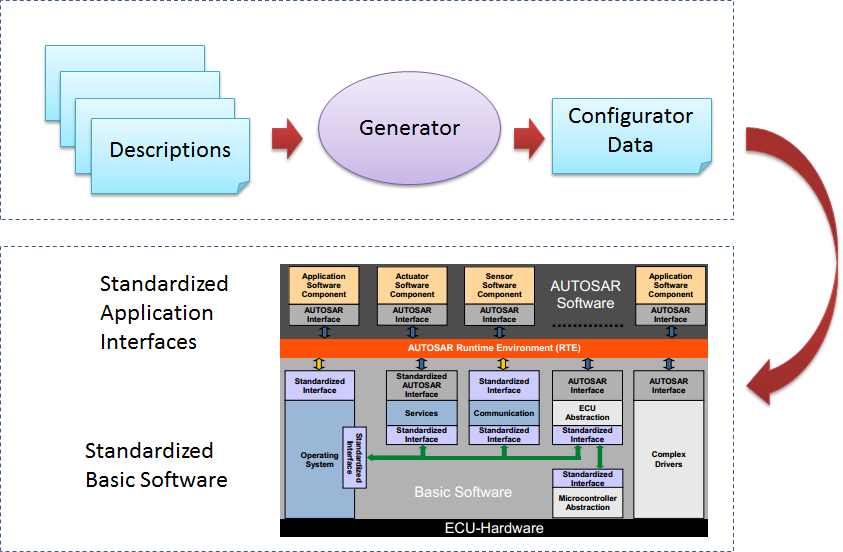 Descriptions
Generator
Configurator
Data
Standardized
Application
Interfaces
Application
Software
Component
AUTOSAR
Interface
Actuator
Software
Component
AUTOSAR
Interface
Sensor
Software
Component
AUTOSAR
Interface
AUTOSAR
Software
..............
Application
Software
Component
AUTOSAR
Interface
AUTOSAR Runtime Environment (RTE)
Standardized
Basic Software
Standardized
Interface
Operating
System
Standardized
Interface
Standardized
AUTOSAR
Interface
Services
Standardized
Interface
Standardized
Interface
Communication
Standardized
Interface
AUTOSAR
Interface
ECU
Abstraction
Standardized
Interface
Standardized
Interface
Microcontroller
Abstraction
AUTOSAR
Interface
Complex
Drivers
Basic Software
ECU-Hardware